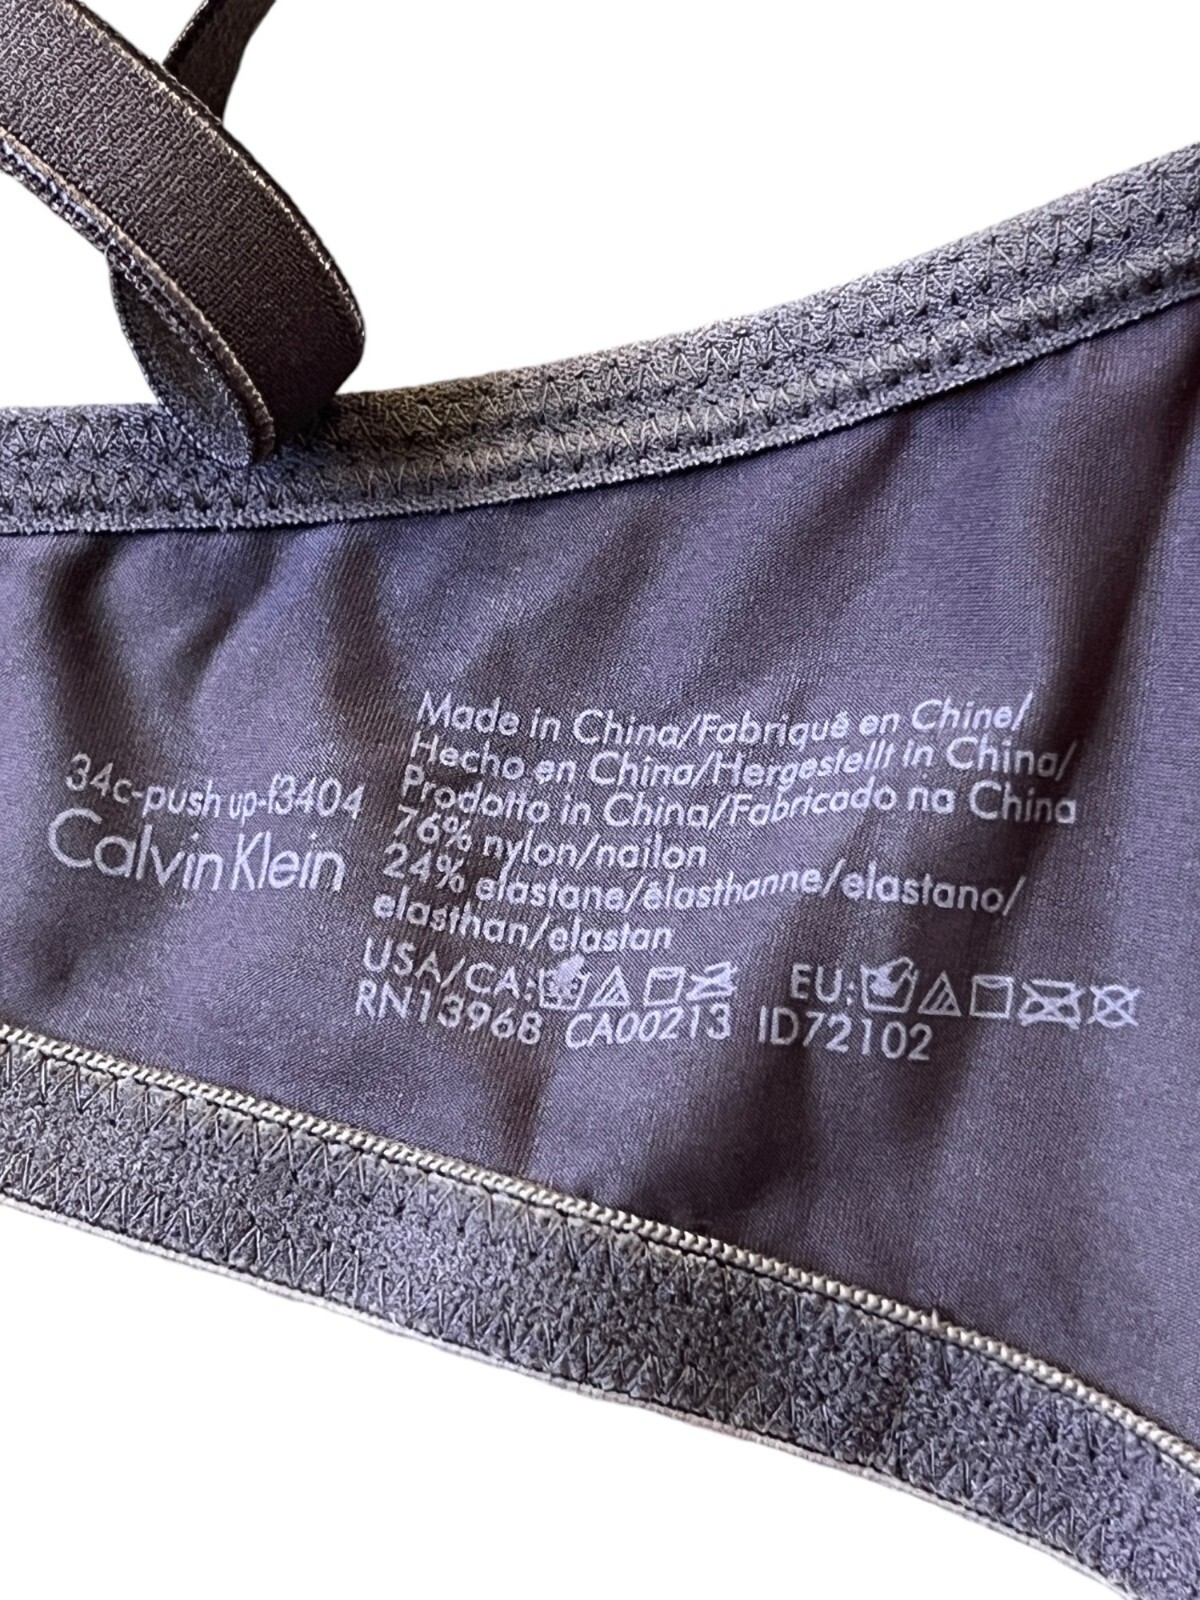 34c-push up-f3404
Calvin Klein
Made in China/Fabriqué en Chine/
Hecho en China/Hergestellt in China/
Prodotto in China/Fabricado na China
76% nylon/nailon
24% elastane/élasthanne/elastano/
elasthan/elastan
USA/CA: EU:
RN13968 CA00213 ID72102